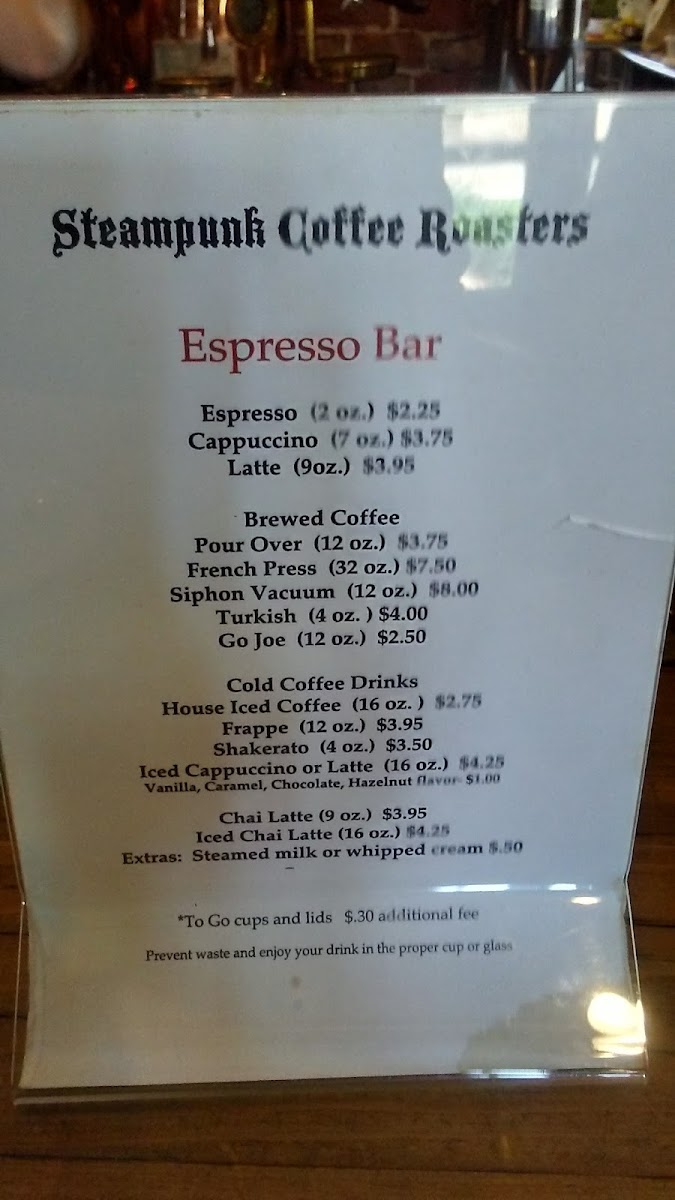 Steampunk Coffee Roasters
Espresso Bar
Espresso (2 oz.) $2.25
Cappuccino (7 oz.) $3.75
Latte (9oz.) $3.95
Brewed Coffee
Pour Over (12 oz.) $3.75
French Press (32 oz.) $7.50
Siphon Vacuum (12 oz.) $8.00
Turkish (4 oz. ) $4.00
Go Joe (12 oz.) $2.50
Cold Coffee Drinks
House Iced Coffee (16 oz. ) $2.75
Frappe (12 oz.) $3.95
Shakerato (4 oz.) $3.50
Iced Cappuccino or Latte (16 oz.) $4.25
Vanilla, Caramel, Chocolate, Hazelnut flavor- $1.00
Chai Latte (9 oz.) $3.95
Iced Chai Latte (16 oz.) $4.25
Extras: Steamed milk or whipped cream $.50
*To Go cups and lids $.30 additional fee
Prevent waste and enjoy your drink in the proper cup or glass